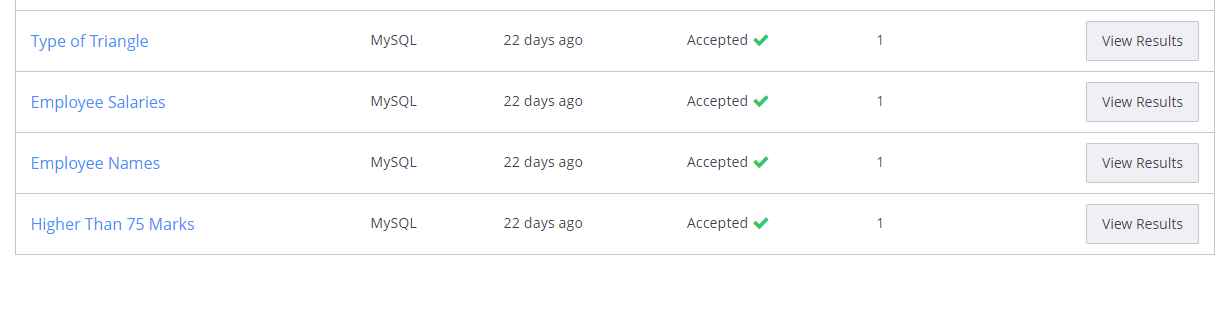 Type of Triangle MySQL 22 days ago Accepted 1 View Results
Employee Salaries MySQL 22 days ago Accepted 1 View Results
Employee Names MySQL 22 days ago Accepted 1 View Results
Higher Than 75 Marks MySQL 22 days ago Accepted 1 View Results